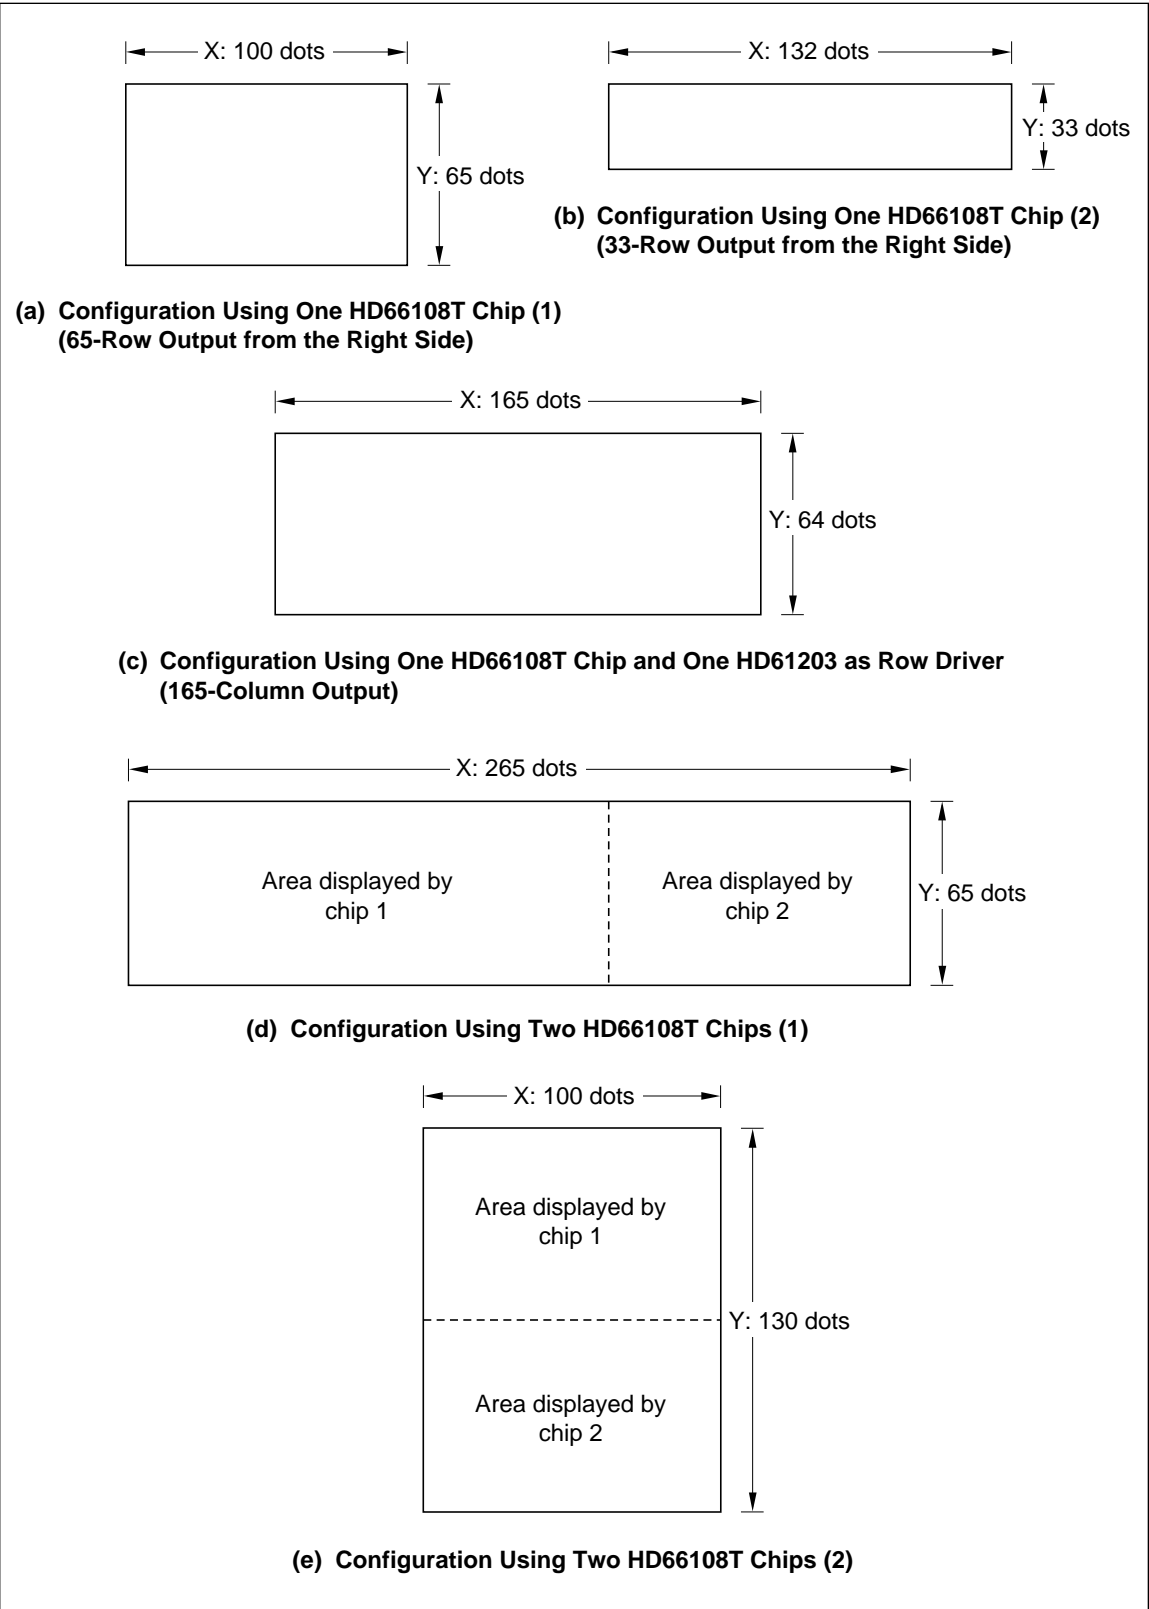 X: 100 dots
Y: 65 dots
(a) Configuration Using One HD66108T Chip (1)
(65-Row Output from the Right Side)
X: 132 dots
Y: 33 dots
(b) Configuration Using One HD66108T Chip (2)
(33-Row Output from the Right Side)
X: 165 dots
Y: 64 dots
(c) Configuration Using One HD66108T Chip and One HD61203 as Row Driver
(165-Column Output)
X: 265 dots
Area displayed by
chip 1
Area displayed by
chip 2
Y: 65 dots
(d) Configuration Using Two HD66108T Chips (1)
X: 100 dots
Area displayed by
chip 1
Y: 130 dots
Area displayed by
chip 2
(e) Configuration Using Two HD66108T Chips (2)